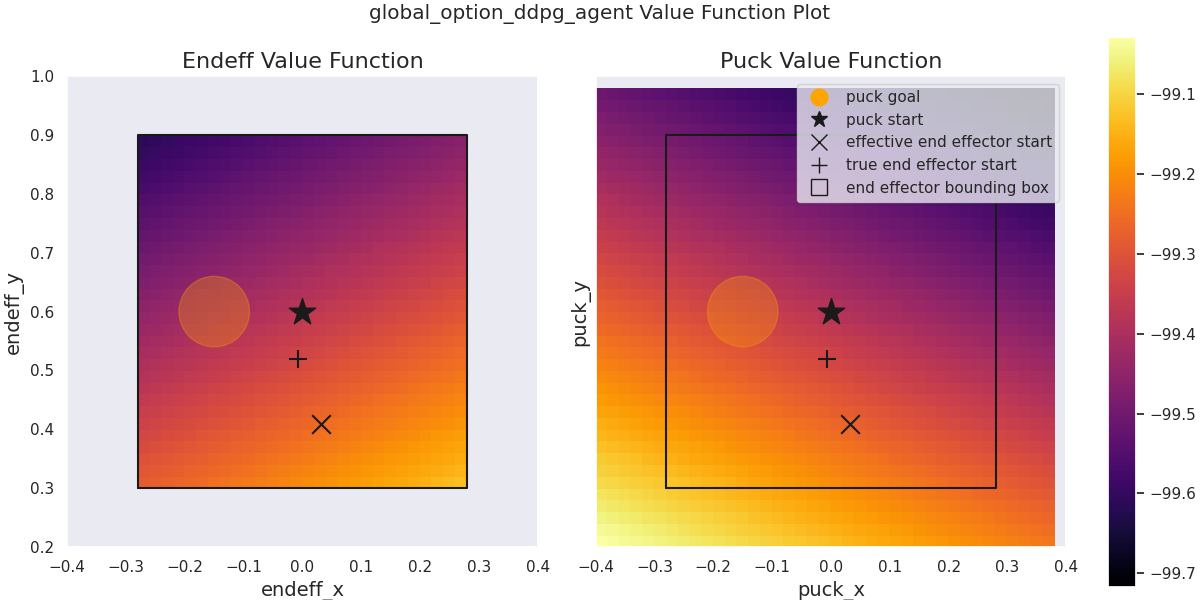 global_option_ddpg_agent Value Function Plot
Endeff Value Function
1.0
0.9
0.8
0.7
0.6
0.5
0.4
0.3
0.2
endeff_y
−0.4 −0.3 −0.2 −0.1 0.0 0.1 0.2 0.3 0.4
endeff_x
Puck Value Function
puck goal
puck start
effective end effector start
true end effector start
end effector bounding box
puck_y
−0.4 −0.3 −0.2 −0.1 0.0 0.1 0.2 0.3 0.4
puck_x
−99.1
−99.2
−99.3
−99.4
−99.5
−99.6
−99.7